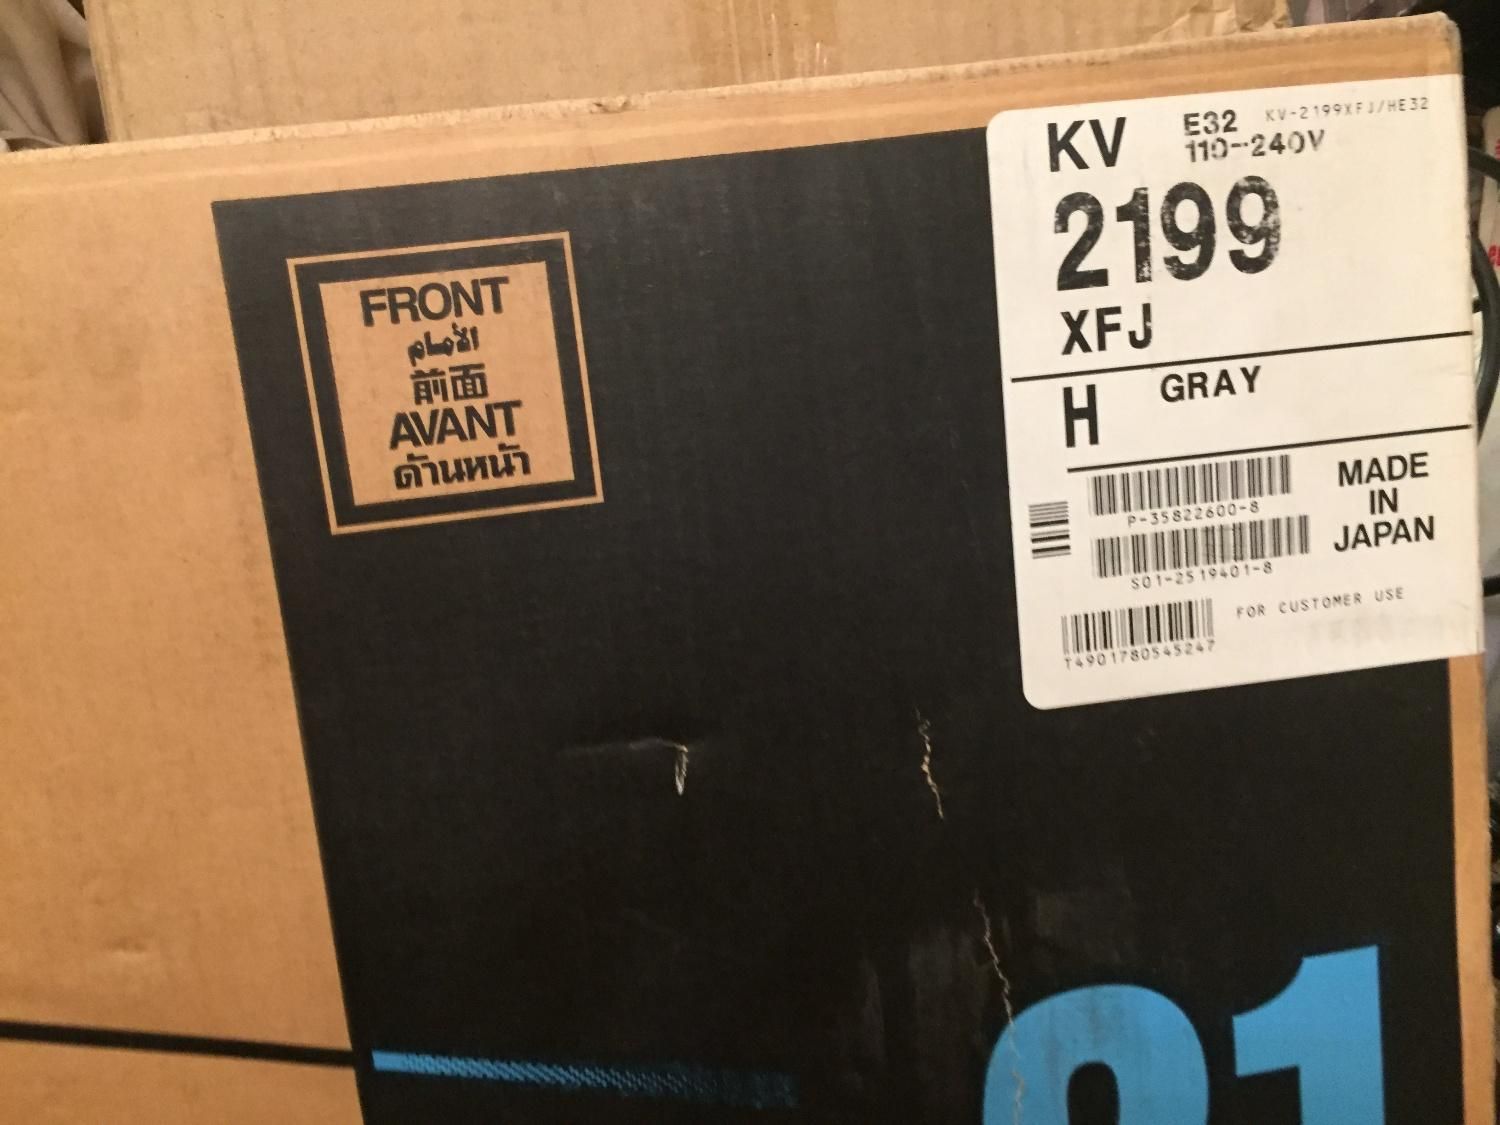 FRONT
الأمام
前面
AVANT
ด้านหน้า
KV
E32
KV-2199XFJ/HE32
110~240V
2199
XFJ
H
GRAY
P-35822600-8
S01-2519401-8
MADE
IN
JAPAN
FOR CUSTOMER USE
T4901780545247
21